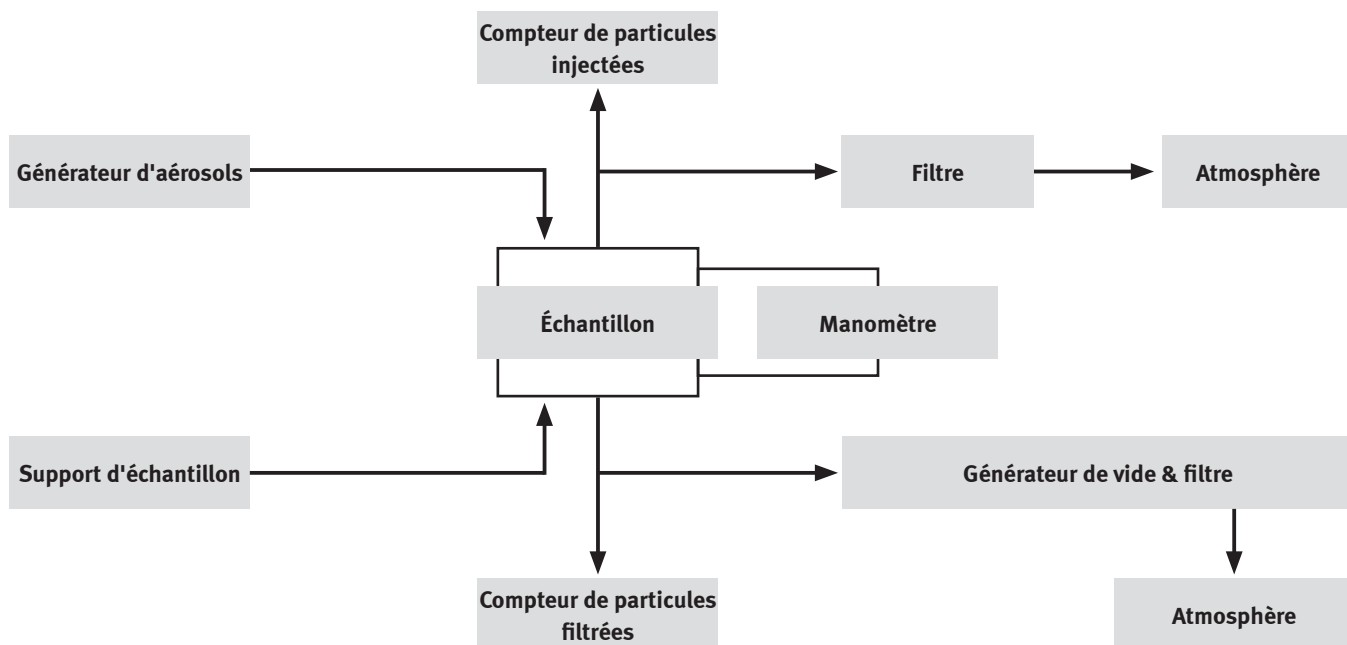 Compteur de particules
injectées
Générateur d'aérosols
Filtre
Atmosphère
Échantillon
Manomètre
Support d'échantillon
Générateur de vide & filtre
Compteur de particules
filtrées
Atmosphère